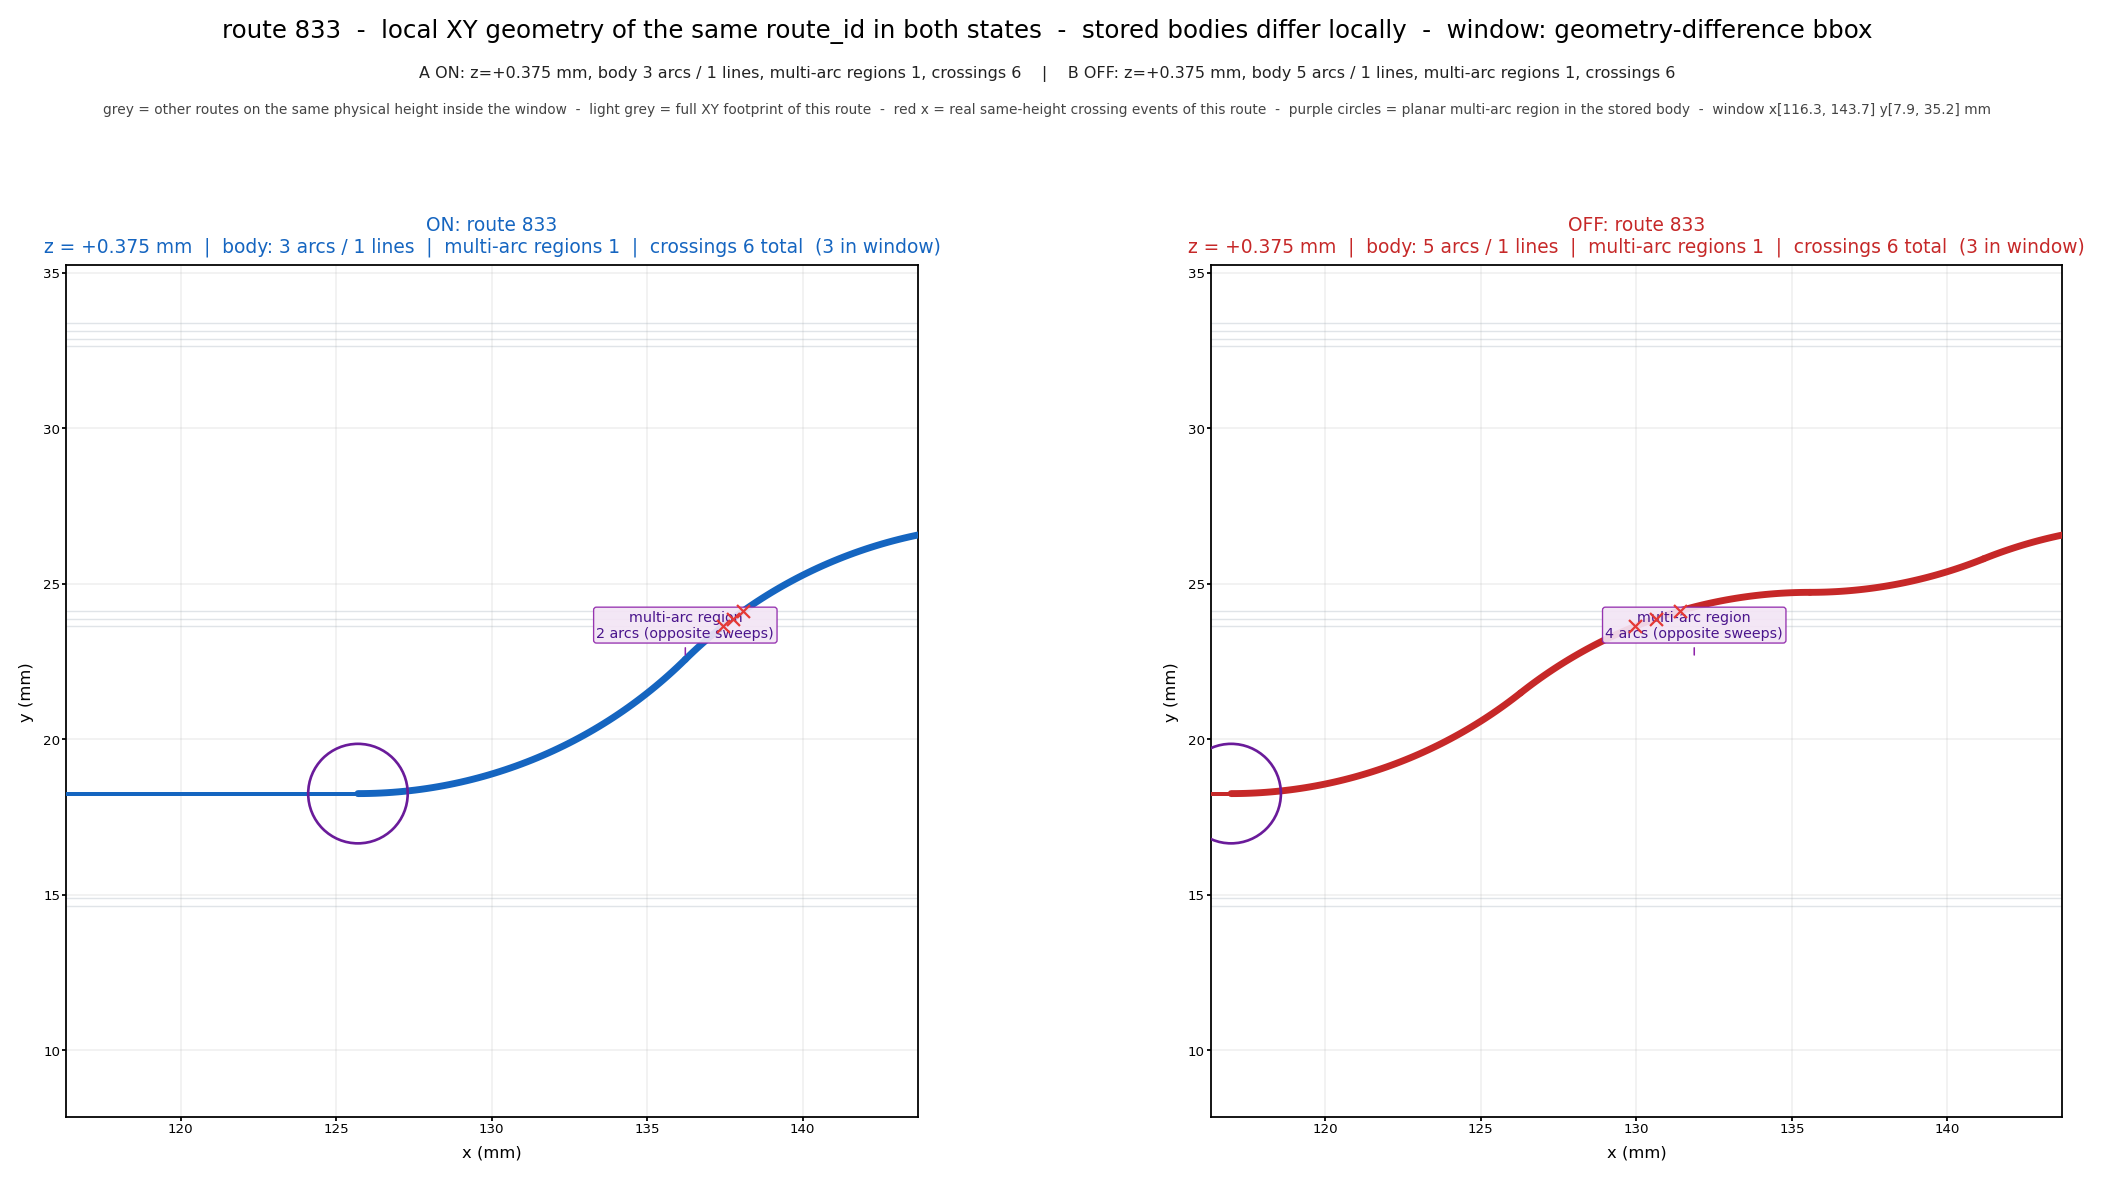 route 833 - local XY geometry of the same route_id in both states - stored bodies differ locally - window: geometry-difference bbox
A ON: z=+0.375 mm, body 3 arcs / 1 lines, multi-arc regions 1, crossings 6 | B OFF: z=+0.375 mm, body 5 arcs / 1 lines, multi-arc regions 1, crossings 6
grey = other routes on the same physical height inside the window - light grey = full XY footprint of this route - red x = real same-height crossing events of this route - purple circles = planar multi-arc region in the stored body - window x[116.3, 143.7] y[7.9, 35.2] mm
ON: route 833
z = +0.375 mm | body: 3 arcs / 1 lines | multi-arc regions 1 | crossings 6 total (3 in window)
35
30
25
20
15
10
y (mm)
multi-arc region
2 arcs (opposite sweeps)
120
125
130
135
140
x (mm)
OFF: route 833
z = +0.375 mm | body: 5 arcs / 1 lines | multi-arc regions 1 | crossings 6 total (3 in window)
35
30
25
20
15
10
y (mm)
multi-arc region
4 arcs (opposite sweeps)
120
125
130
135
140
x (mm)